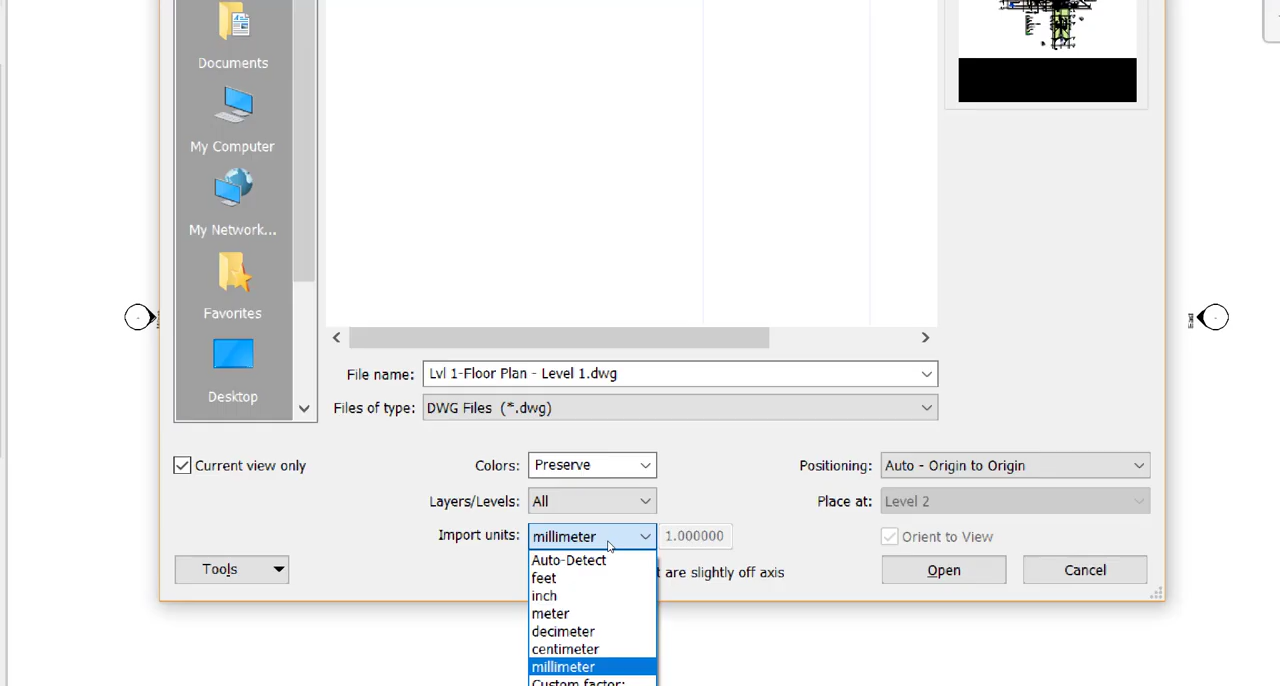 Documents
My Computer
My Network...
Favorites
Desktop
East
File name: Lvl 1-Floor Plan - Level 1.dwg
Files of type: DWG Files (*.dwg)
Current view only
Colors: Preserve
Positioning: Auto - Origin to Origin
Layers/Levels: All
Place at: Level 2
Import units: millimeter 1.000000
Orient to View
Auto-Detect
feet
inch
meter
decimeter
centimeter
millimeter
Custom factor:
are slightly off axis
Tools
Open
Cancel